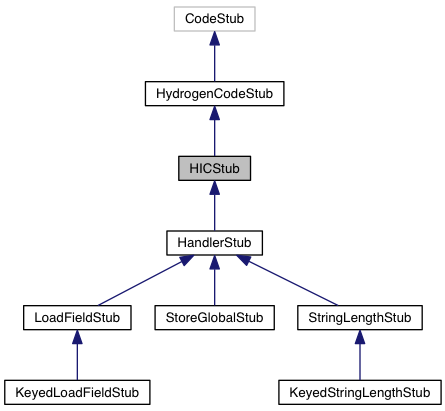 CodeStub
HydrogenCodeStub
HICStub
HandlerStub
LoadFieldStub
StoreGlobalStub
StringLengthStub
KeyedLoadFieldStub
KeyedStringLengthStub